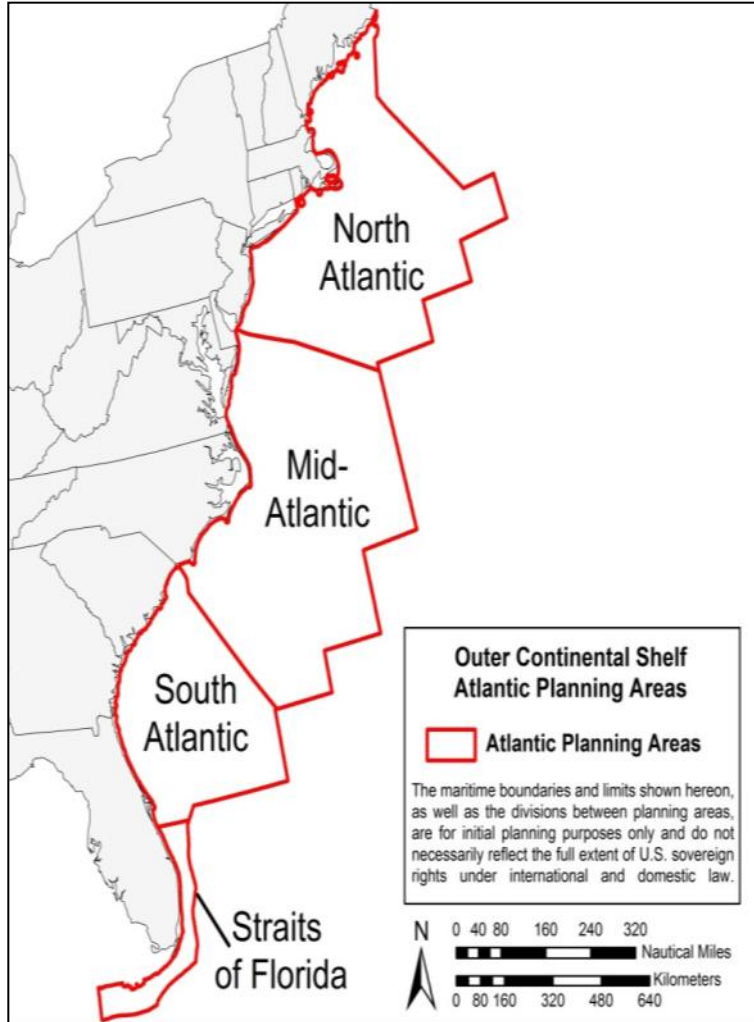 North
Atlantic
Mid-
Atlantic
South
Atlantic
Straits
of Florida
Outer Continental Shelf
Atlantic Planning Areas
Atlantic Planning Areas
The maritime boundaries and limits shown hereon,
as well as the divisions between planning areas,
are for initial planning purposes only and do not
necessarily reflect the full extent of U.S. sovereign
rights under international and domestic law.
N
0 40 80 160 240 320
Nautical Miles
Kilometers
0 80 160 320 480 640